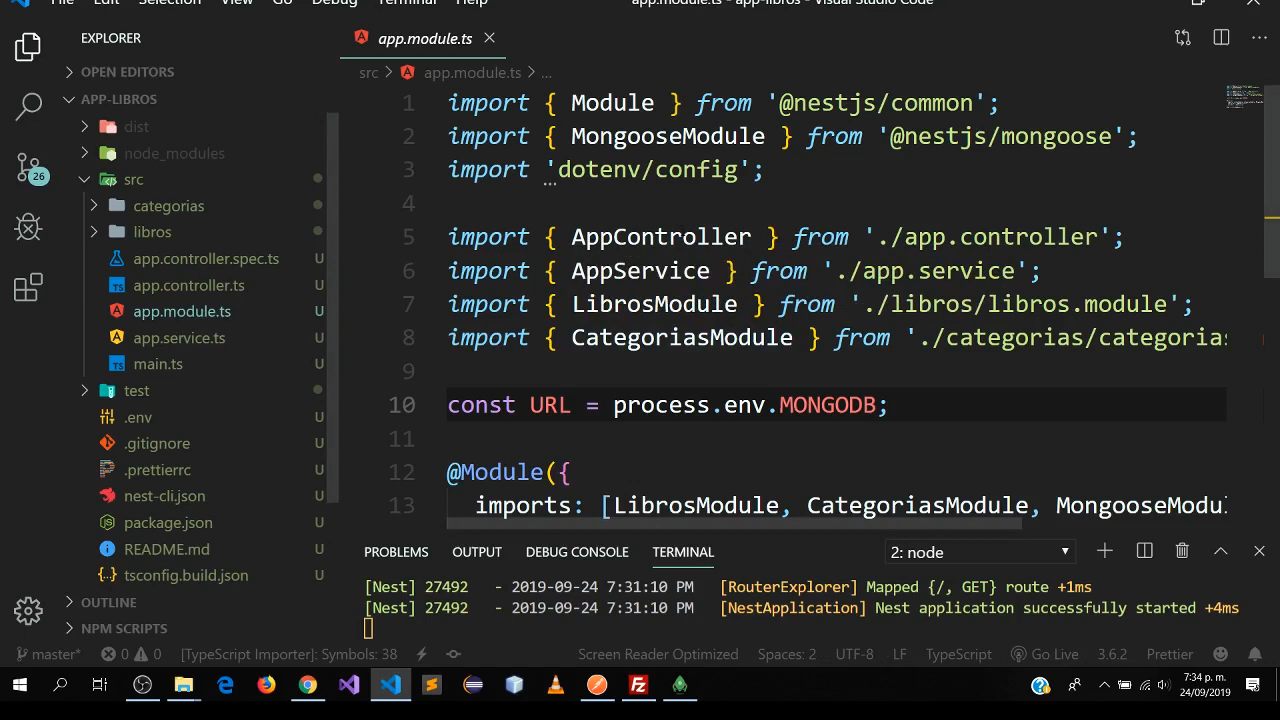 File Edit Selection View Go Debug Terminal Help app.module.ts - app-libros - Visual Studio Code
EXPLORER
OPEN EDITORS
APP-LIBROS
dist
node_modules
src
categorias
libros
app.controller.spec.ts U
app.controller.ts U
app.module.ts U
app.service.ts U
main.ts U
test
.env U
.gitignore U
.prettierrc U
nest-cli.json U
package.json U
README.md U
tsconfig.build.json U
OUTLINE
NPM SCRIPTS
26
app.module.ts
src > app.module.ts > ...
1 import { Module } from '@nestjs/common';
2 import { MongooseModule } from '@nestjs/mongoose';
3 import 'dotenv/config';
4
5 import { AppController } from './app.controller';
6 import { AppService } from './app.service';
7 import { LibrosModule } from './libros/libros.module';
8 import { CategoriasModule } from './categorias/categorias
9
10 const URL = process.env.MONGODB;
11
12 @Module({
13 imports: [LibrosModule, CategoriasModule, MongooseModu
PROBLEMS OUTPUT DEBUG CONSOLE TERMINAL 2: node
[Nest] 27492 - 2019-09-24 7:31:10 PM [RouterExplorer] Mapped {/, GET} route +1ms
[Nest] 27492 - 2019-09-24 7:31:10 PM [NestApplication] Nest application successfully started +4ms
master* 0 0 [TypeScript Importer]: Symbols: 38 Screen Reader Optimized Spaces: 2 UTF-8 LF TypeScript Go Live 3.6.2 Prettier
7:34 p. m.
24/09/2019